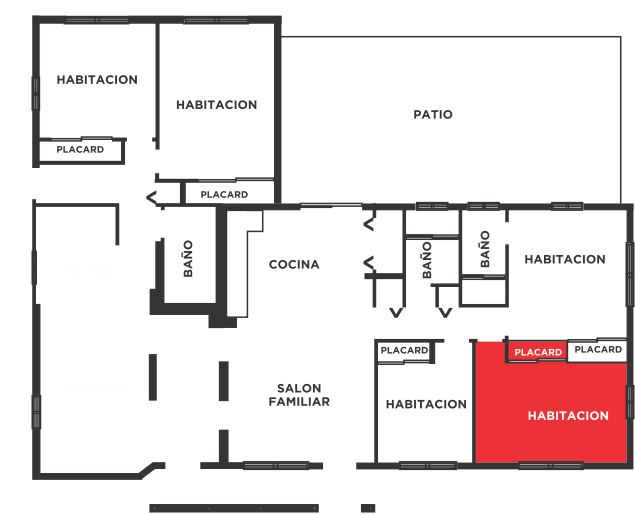 HABITACION
HABITACION
PATIO
PLACARD
PLACARD
BAÑO
COCINA
BAÑO
BAÑO
HABITACION
PLACARD
PLACARD
PLACARD
SALON
FAMILIAR
HABITACION
HABITACION